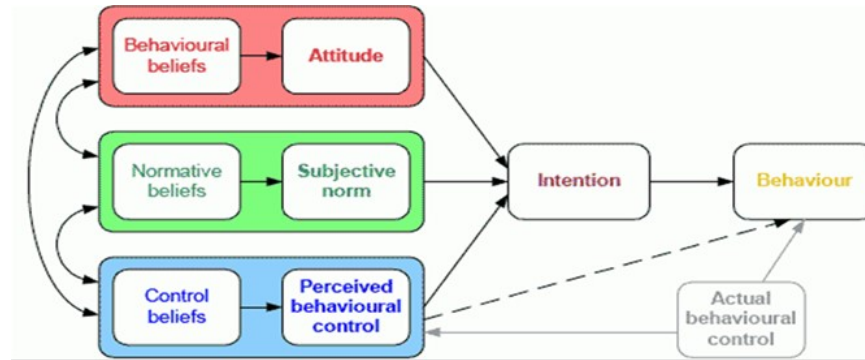 Behavioural
beliefs
Attitude
Normative
beliefs
Subjective
norm
Intention
Behaviour
Control
beliefs
Perceived
behavioural
control
Actual
behavioural
control